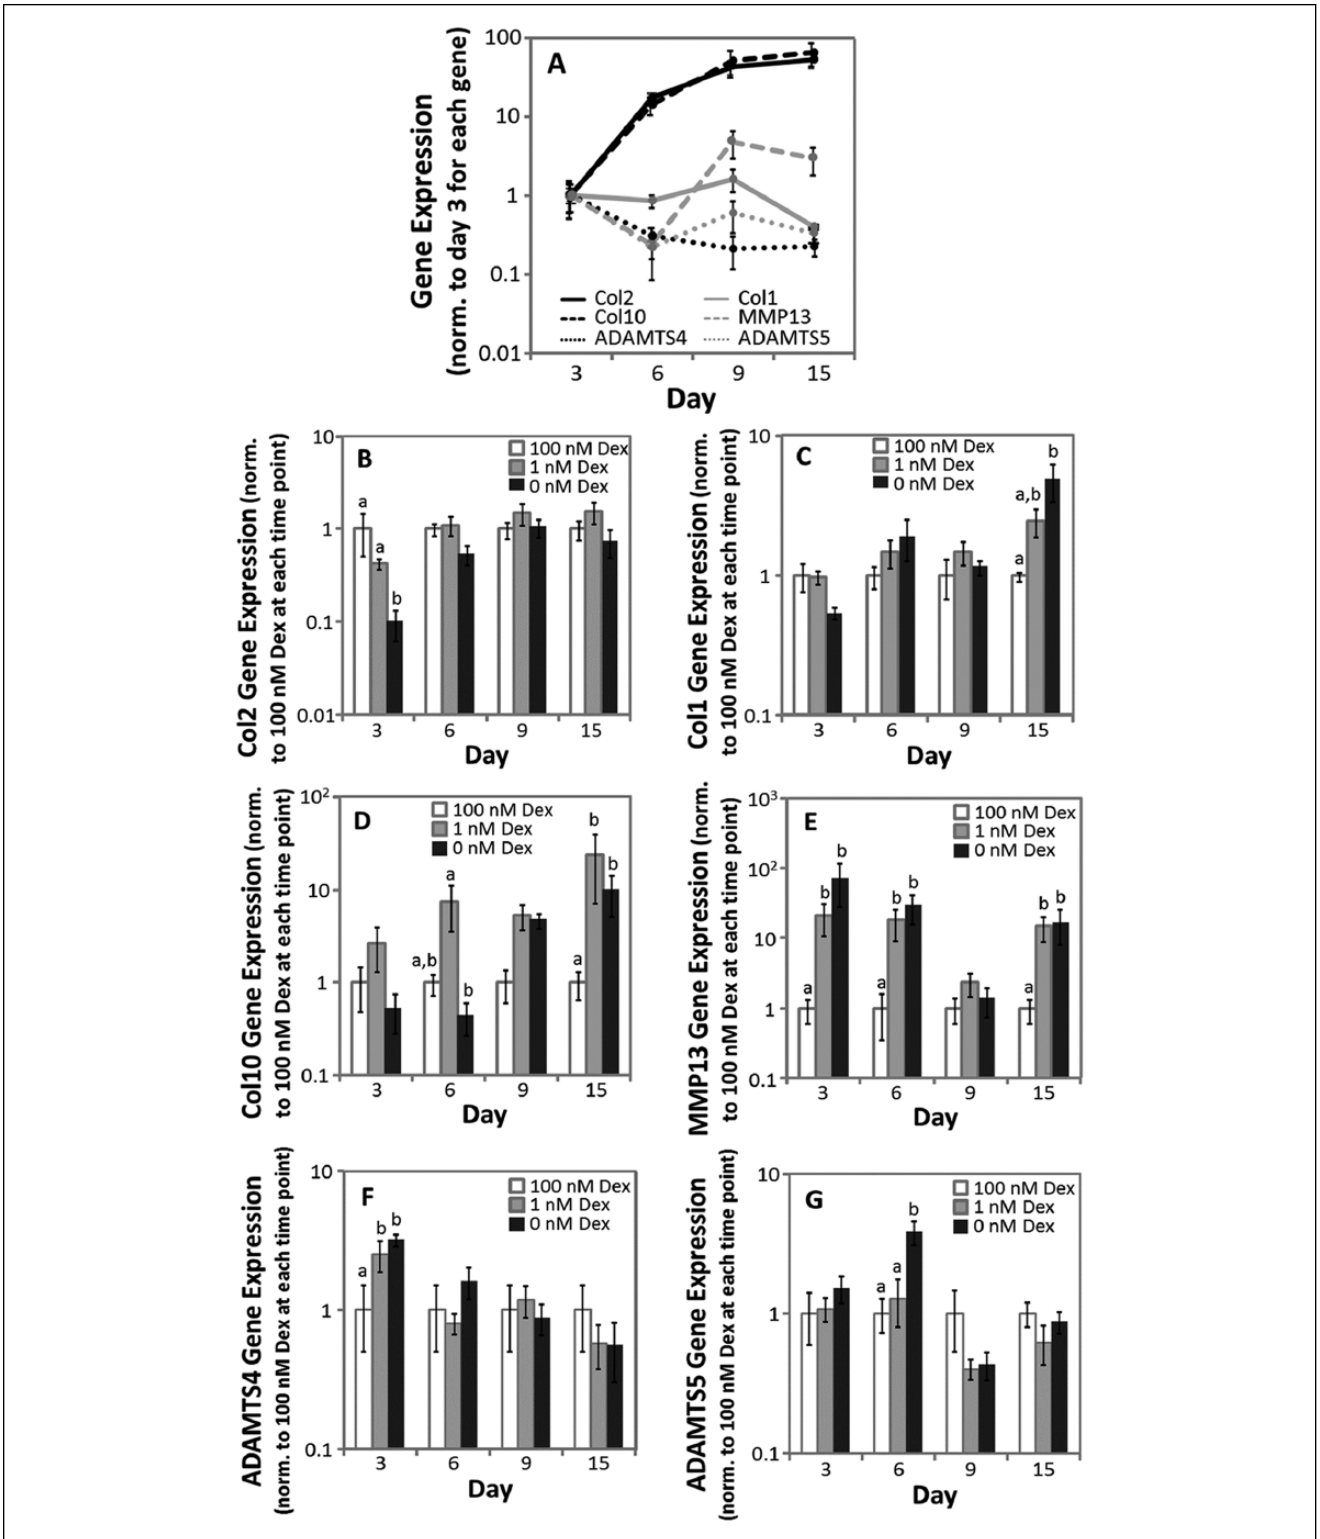 A
Gene Expression
(norm. to day 3 for each gene)
100
10
1
0.1
0.01
Col2
Col1
Col10
MMP13
ADAMTS4
ADAMTS5
3 6 9 15
Day
B
Col2 Gene Expression (norm.
to 100 nM Dex at each time point)
10
1
0.1
0.01
100 nM Dex
1 nM Dex
0 nM Dex
a
a
b
3 6 9 15
Day
C
Col1 Gene Expression (norm.
to 100 nM Dex at each time point)
10
1
0.1
100 nM Dex
1 nM Dex
0 nM Dex
a
a,b
b
3 6 9 15
Day
D
Col10 Gene Expression (norm.
to 100 nM Dex at each time point)
10²
10
1
0.1
100 nM Dex
1 nM Dex
0 nM Dex
a,b
a
b
a
b
b
3 6 9 15
Day
E
MMP13 Gene Expression (norm.
to 100 nM Dex at each time point)
10³
10²
10
1
0.1
100 nM Dex
1 nM Dex
0 nM Dex
a
b
b
a
b
b
a
b
b
3 6 9 15
Day
F
ADAMTS4 Gene Expression
(norm. to 100 nM Dex at each time point)
10
1
0.1
100 nM Dex
1 nM Dex
0 nM Dex
a
b
b
3 6 9 15
Day
G
ADAMTS5 Gene Expression
(norm. to 100 nM Dex at each time point)
10
1
0.1
100 nM Dex
1 nM Dex
0 nM Dex
a
a
b
3 6 9 15
Day